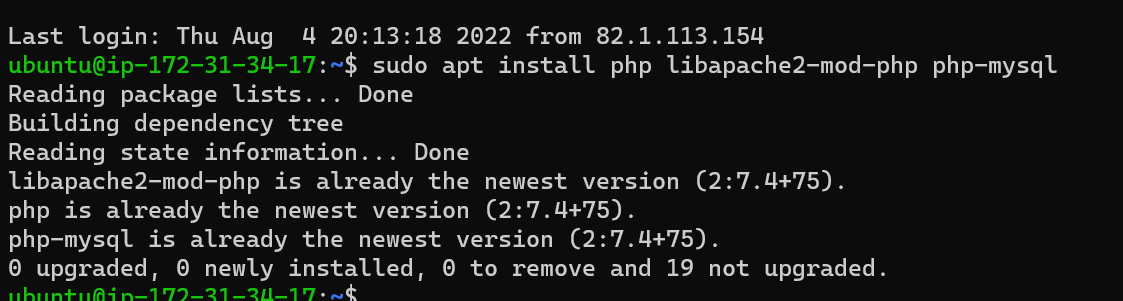 Last login: Thu Aug  4 20:13:18 2022 from 82.1.113.154
ubuntu@ip-172-31-34-17:~$ sudo apt install php libapache2-mod-php php-mysql
Reading package lists... Done
Building dependency tree
Reading state information... Done
libapache2-mod-php is already the newest version (2:7.4+75).
php is already the newest version (2:7.4+75).
php-mysql is already the newest version (2:7.4+75).
0 upgraded, 0 newly installed, 0 to remove and 19 not upgraded.
ubuntu@ip-172-31-34-17:~$